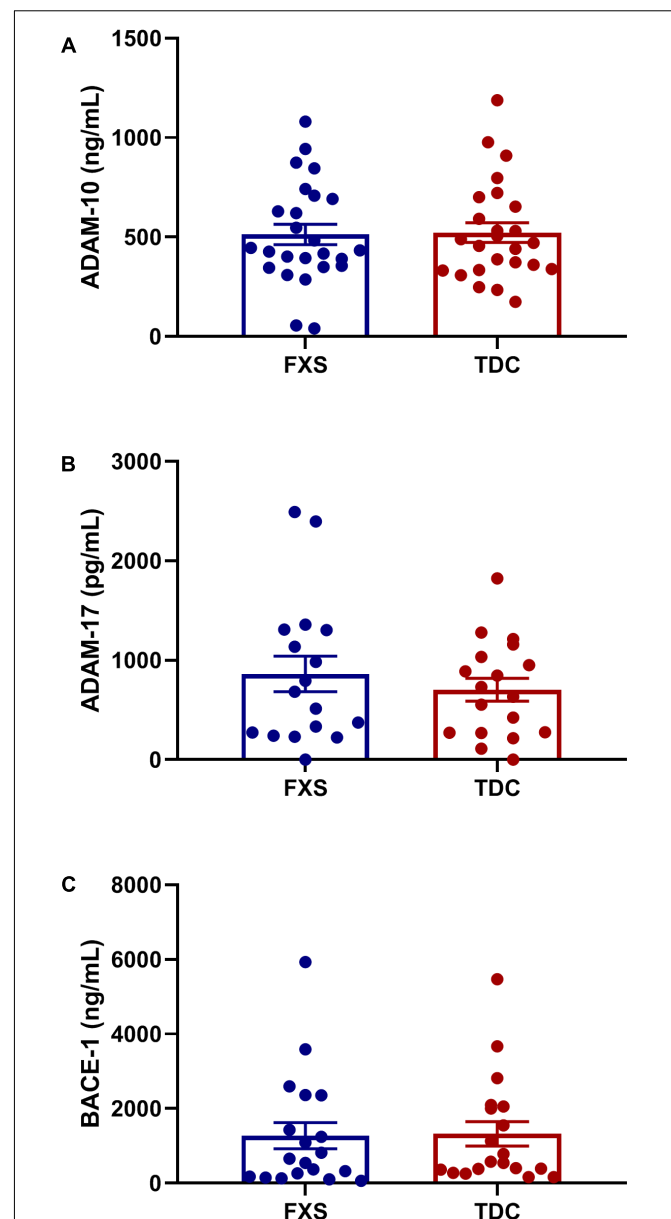 A
ADAM-10 (ng/mL)
1500
1000
500
0
FXS
TDC
B
ADAM-17 (pg/mL)
3000
2000
1000
0
FXS
TDC
C
BACE-1 (ng/mL)
8000
6000
4000
2000
0
FXS
TDC